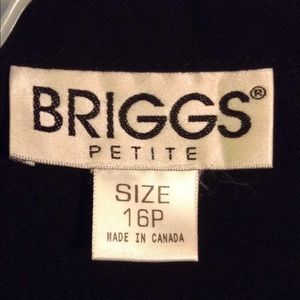 BRIGGS®
PETITE
SIZE
16P
MADE IN CANADA